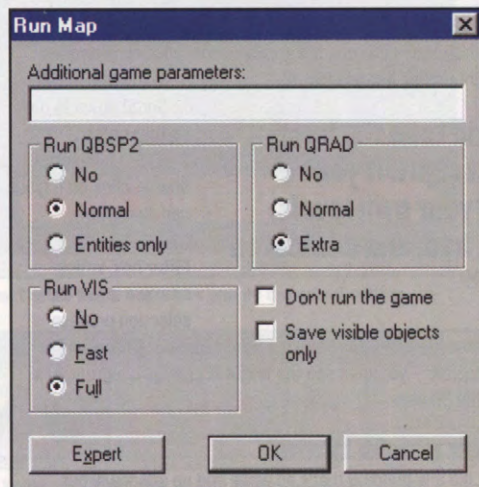 Run Map
Additional game parameters:
Run QBSP2
No
Normal
Entities only
Run QRAD
No
Normal
Extra
Run VIS
No
Fast
Full
Don't run the game
Save visible objects
only
Expert
OK
Cancel